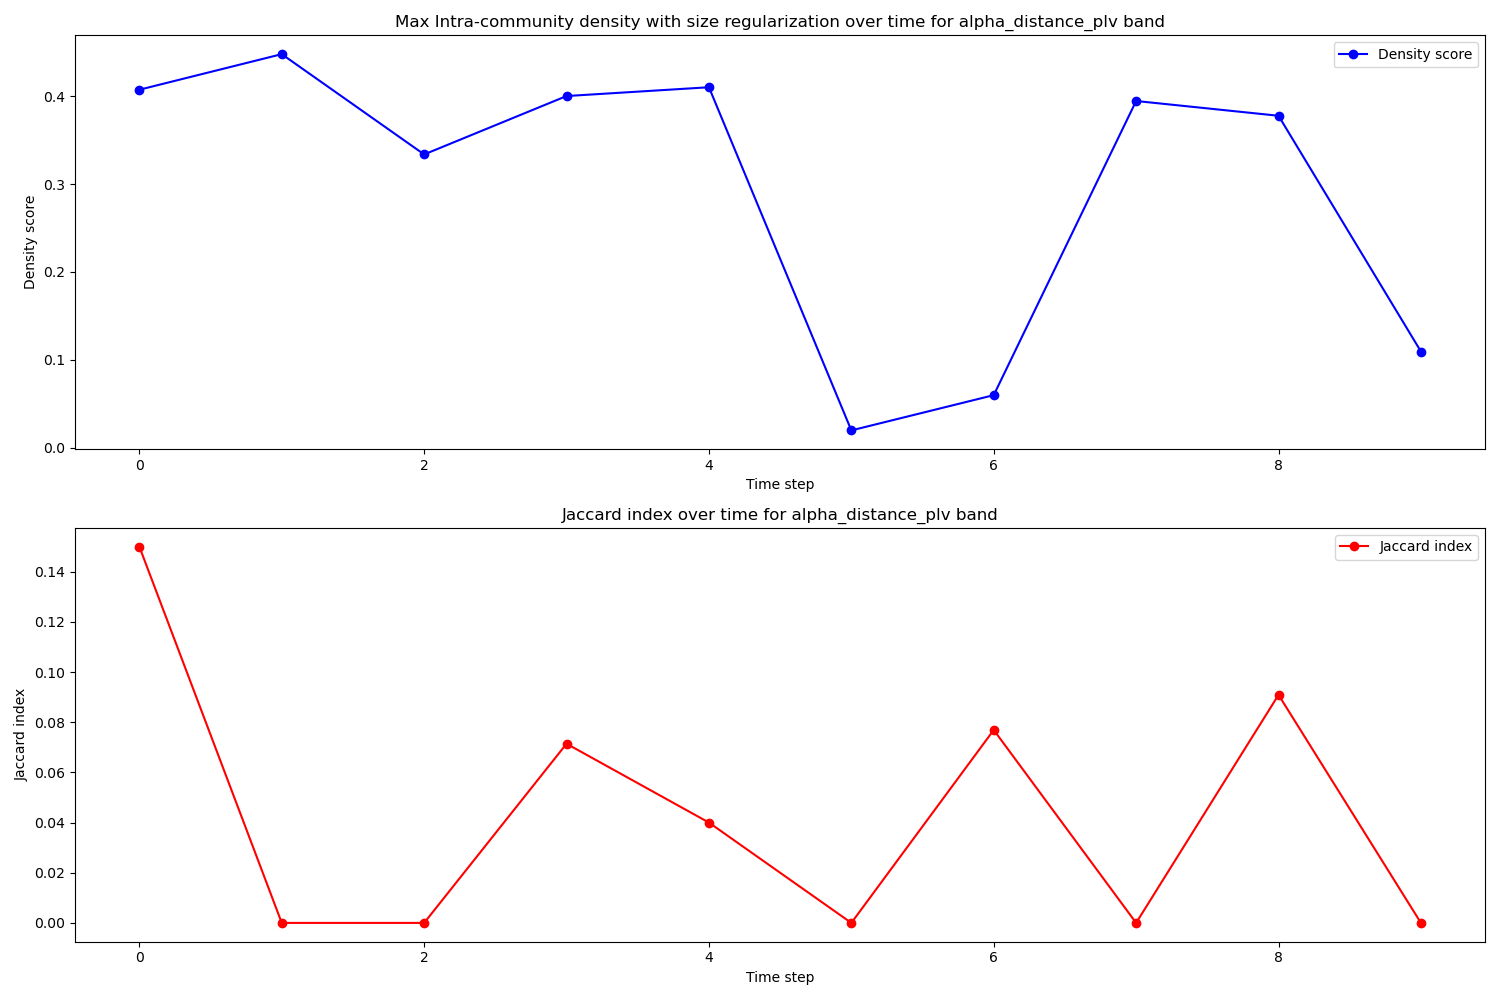 Max Intra-community density with size regularization over time for alpha_distance_plv band
Density score
0.4
0.3
0.2
0.1
0.0
Density score
0 2 4 6 8
Time step
Jaccard index over time for alpha_distance_plv band
Jaccard index
0.14
0.12
0.10
0.08
0.06
0.04
0.02
0.00
Jaccard index
0 2 4 6 8
Time step